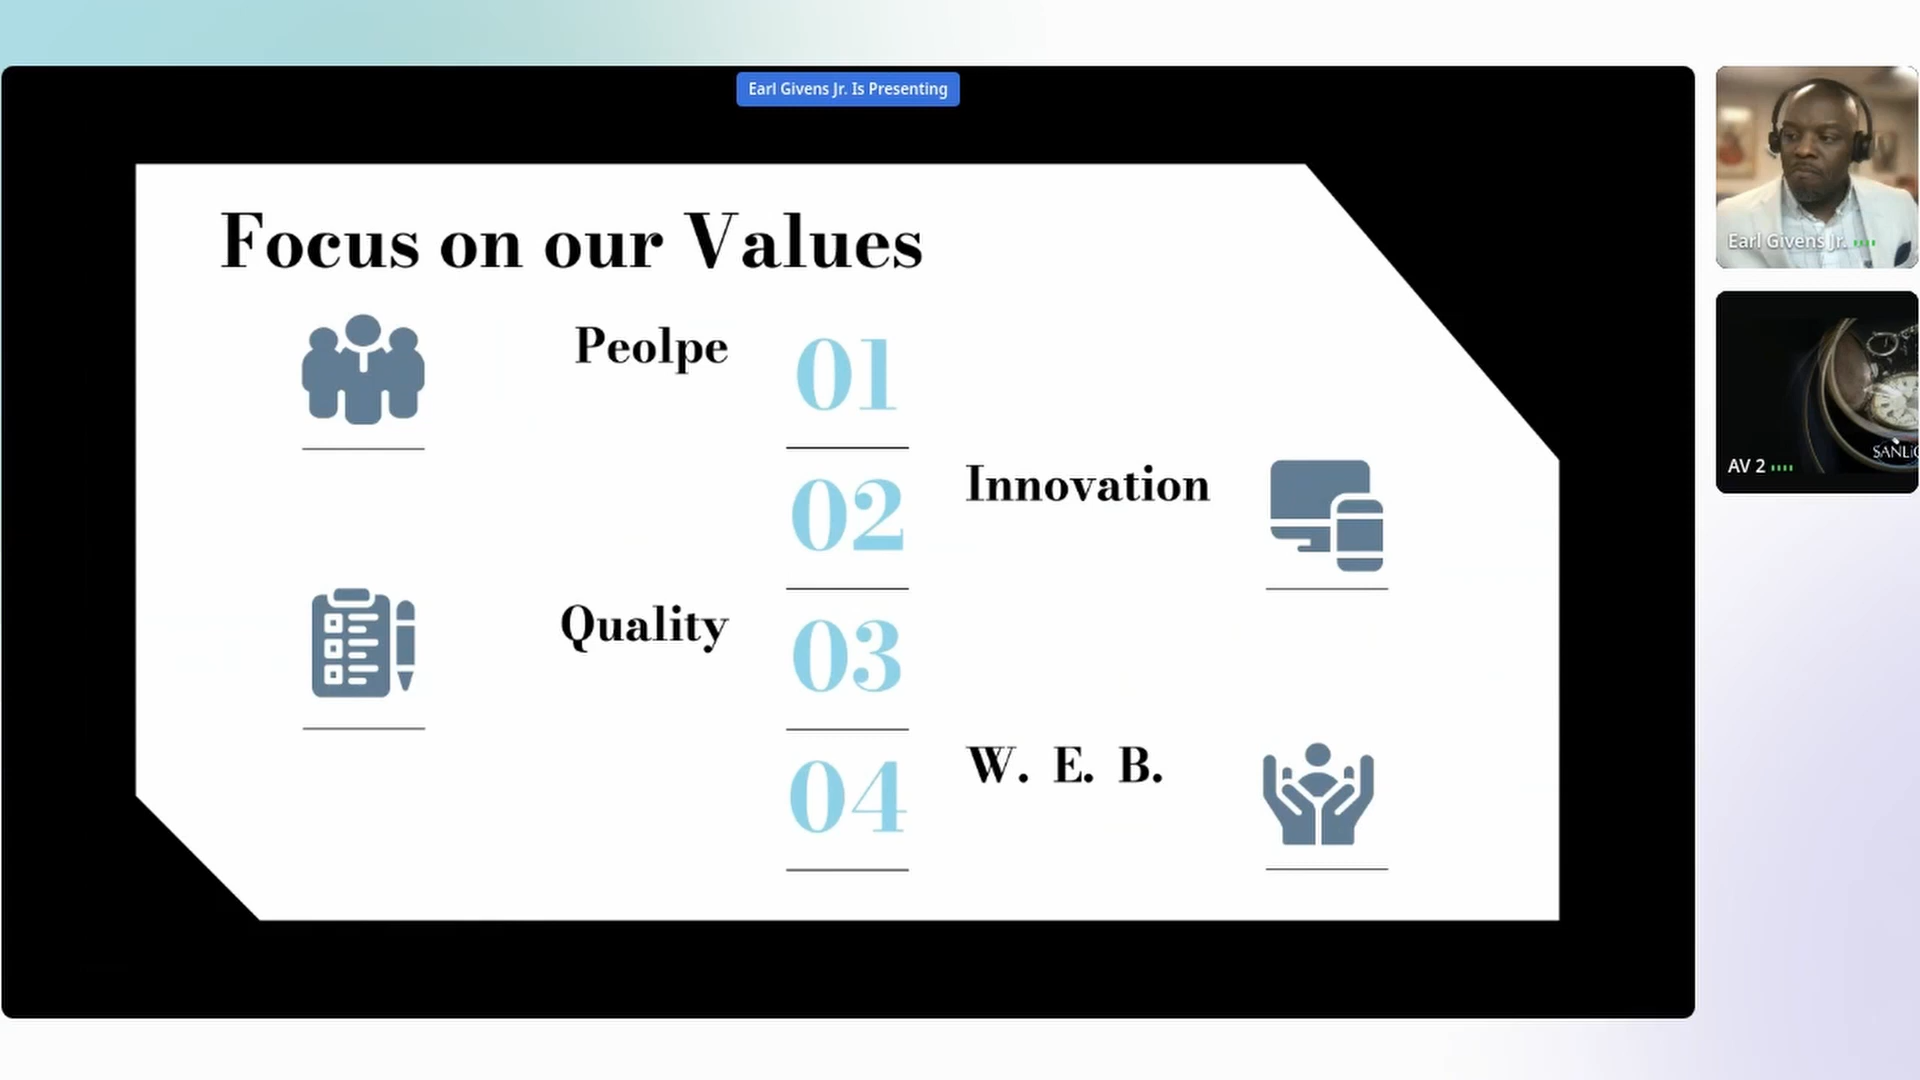 Earl Givens Jr. Is Presenting
Focus on our Values
Peolpe
01
02
Innovation
Quality
03
04
W. E. B.
Earl Givens Jr.
AV 2